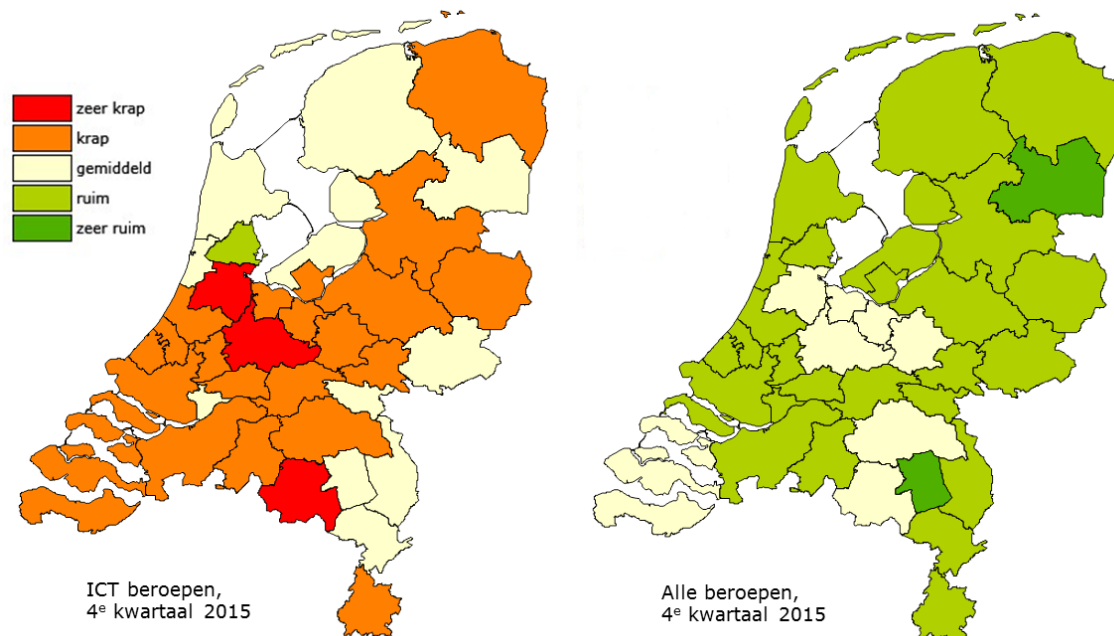 zeer krap
krap
gemiddeld
ruim
zeer ruim
ICT beroepen,
4e kwartaal 2015
Alle beroepen,
4e kwartaal 2015